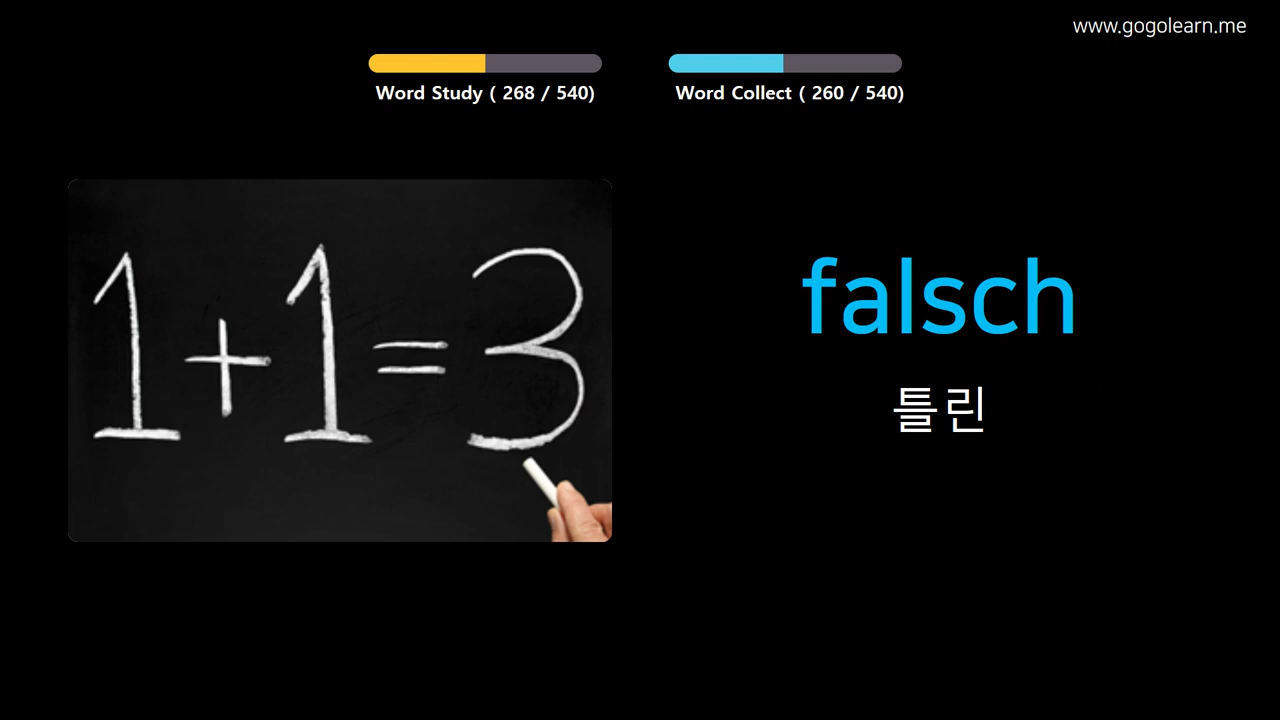 www.gogolearn.me
Word Study ( 268 / 540)
Word Collect ( 260 / 540)
1+1=3
falsch
틀린